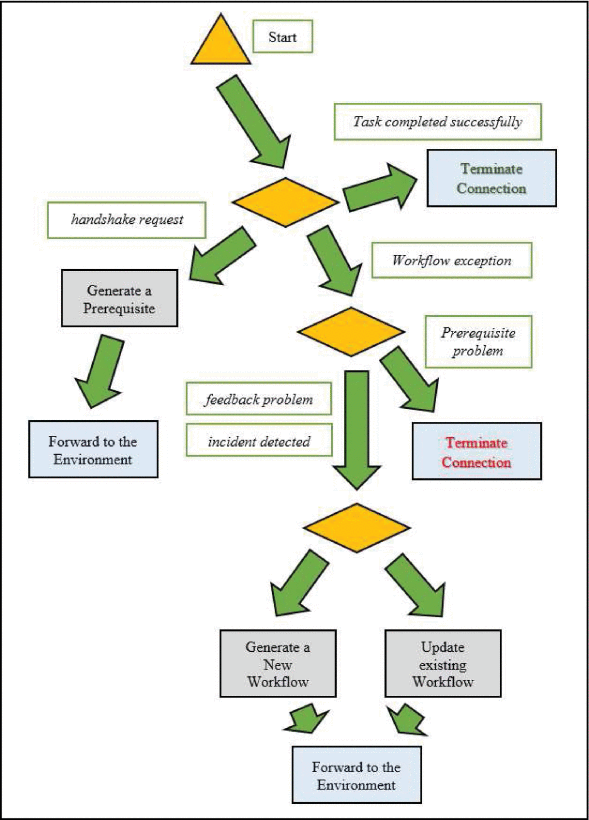 Start
Task completed successfully
Terminate
Connection
handshake request
Workflow exception
Generate a
Prerequisite
Prerequisite
problem
feedback problem
incident detected
Forward to the
Environment
Terminate
Connection
Generate a
New
Workflow
Update
existing
Workflow
Forward to the
Environment